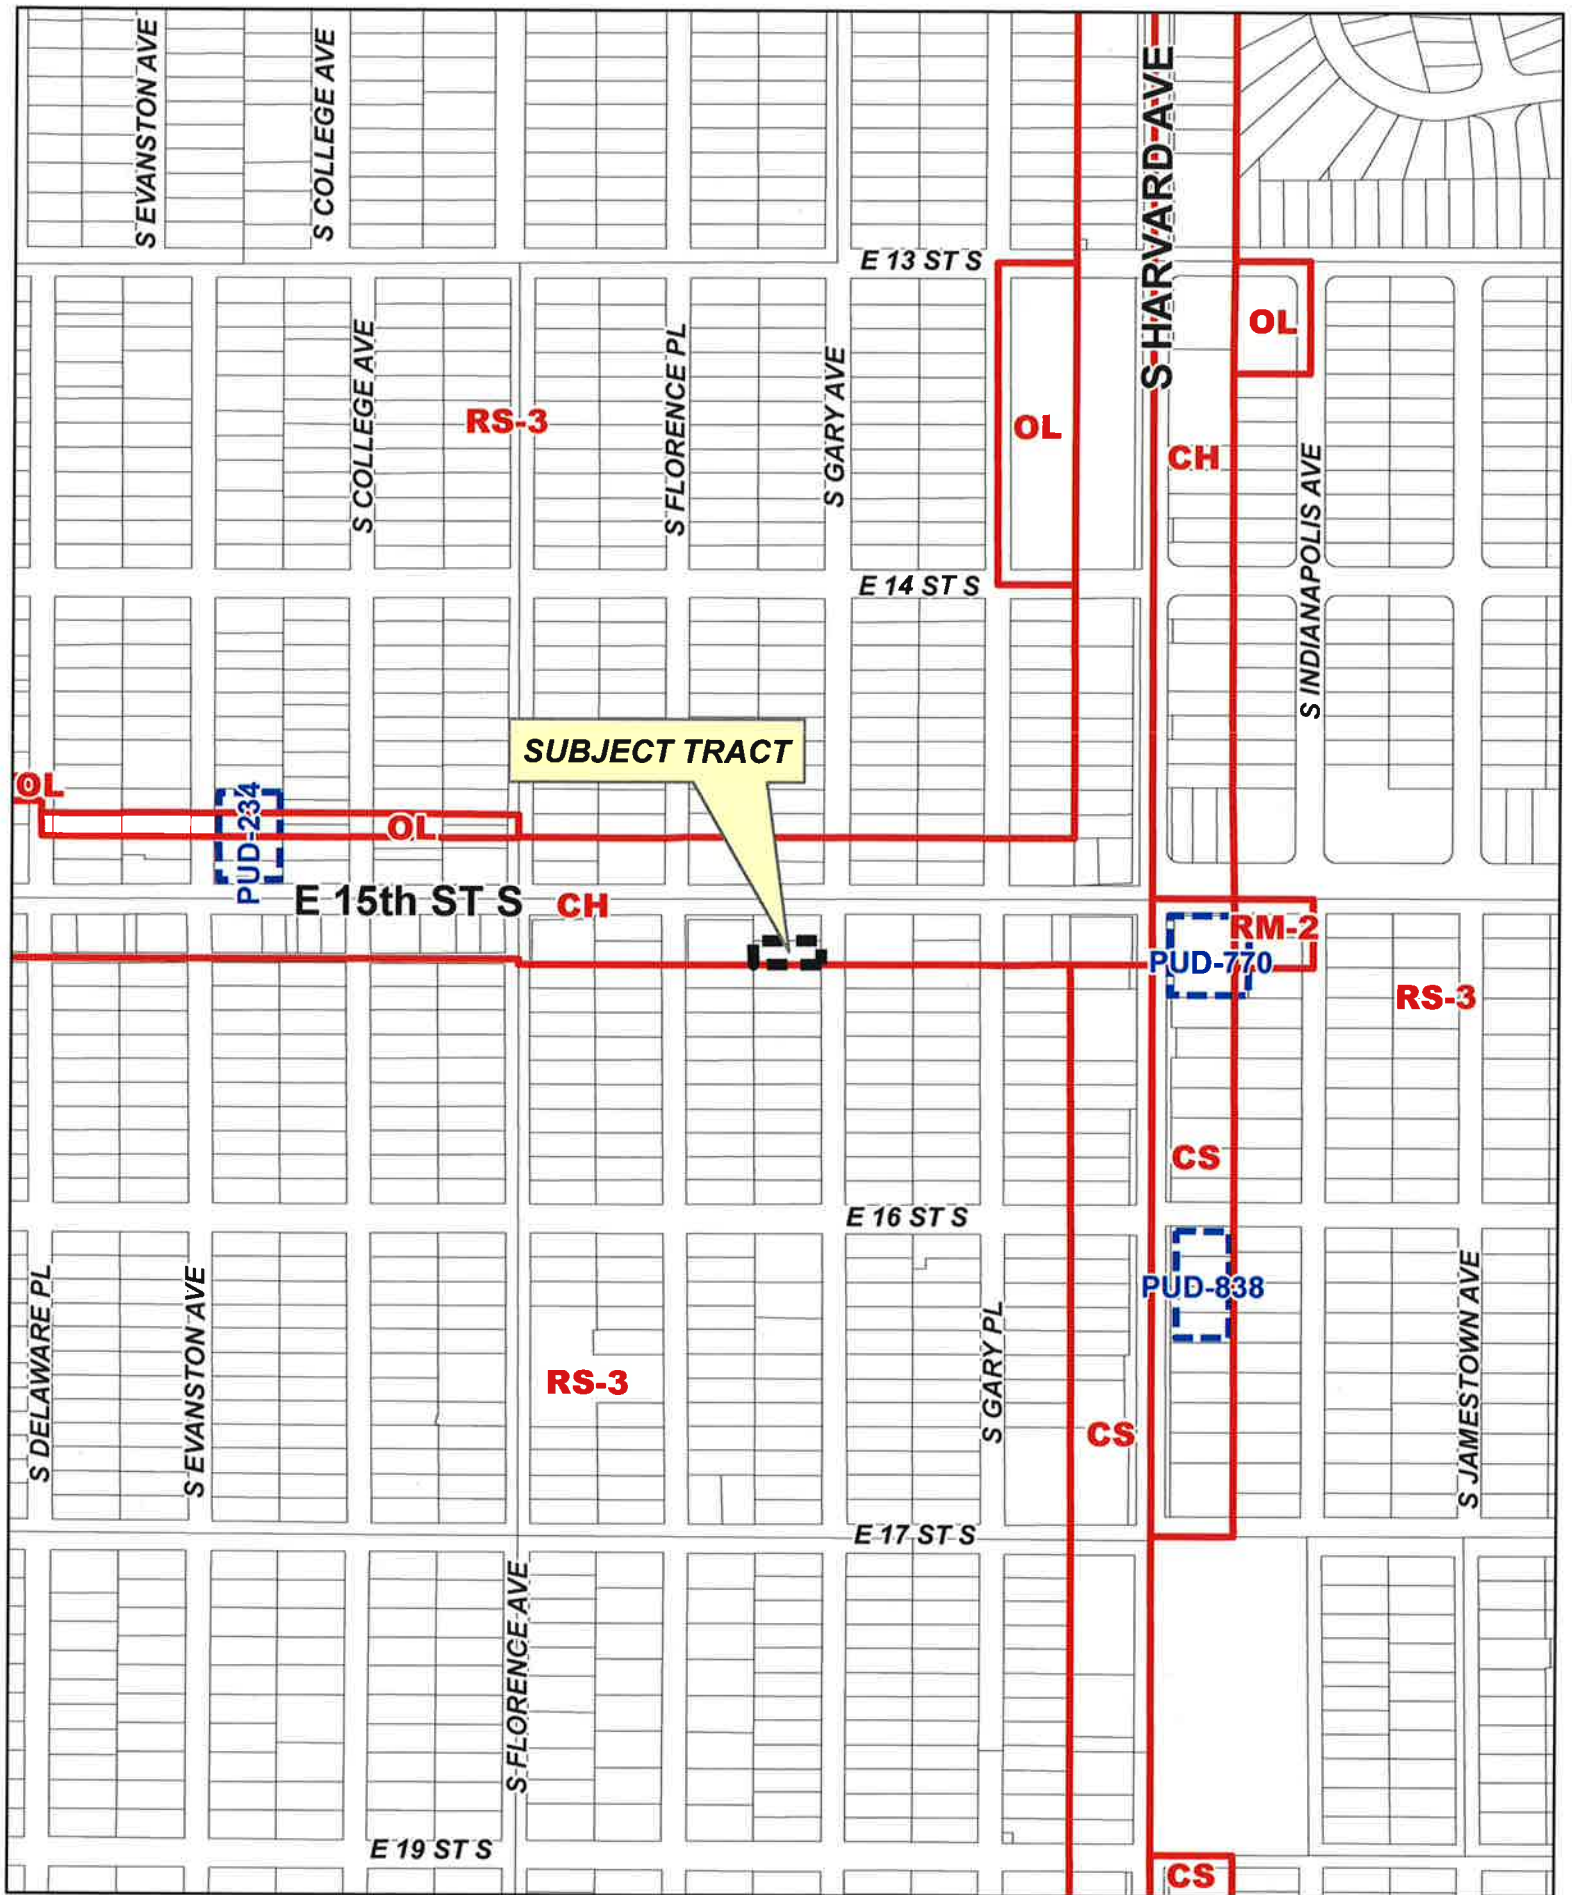 S EVANSTON AVE
S COLLEGE AVE
S HARVARD AVE
E 13 ST S
OL
S COLLEGE AVE
S FLORENCE PL
S GARY AVE
RS-3
OL
CH
S INDIANAPOLIS AVE
E 14 ST S
SUBJECT TRACT
OL
PUD-234
OL
E 15th ST S
CH
RM-2
PUD-770
RS-3
CS
E 16 ST S
S DELAWARE PL
S EVANSTON AVE
PUD-838
S GARY PL
S JAMESTOWN AVE
RS-3
CS
E 17 ST S
S FLORENCE AVE
E 19 ST S
CS